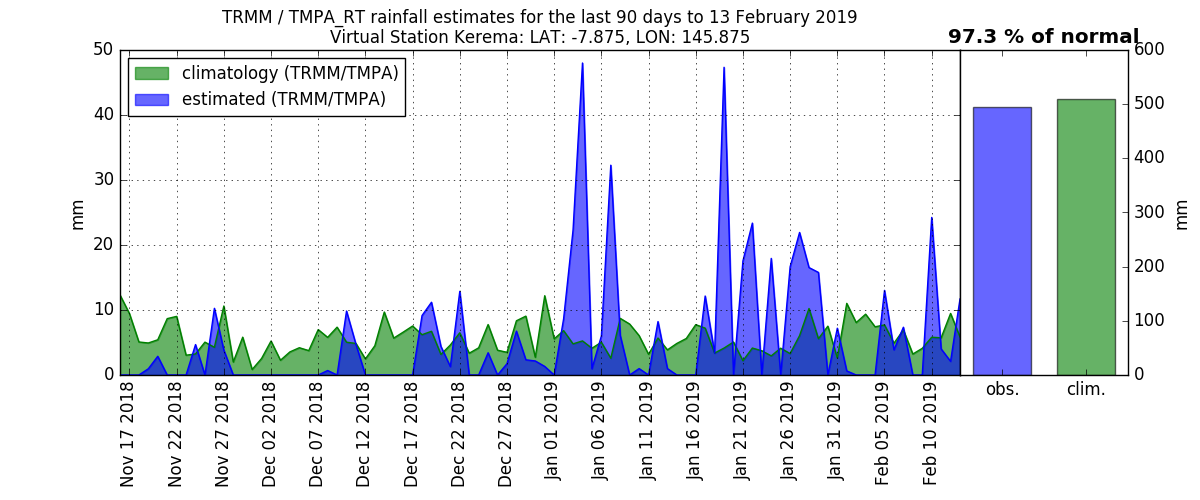 TRMM / TMPA_RT rainfall estimates for the last 90 days to 13 February 2019
Virtual Station Kerema: LAT: -7.875, LON: 145.875
97.3 % of normal
climatology (TRMM/TMPA)
estimated (TRMM/TMPA)
50
40
30
20
10
0
mm
Nov 17 2018
Nov 22 2018
Nov 27 2018
Dec 02 2018
Dec 07 2018
Dec 12 2018
Dec 17 2018
Dec 22 2018
Dec 27 2018
Jan 01 2019
Jan 06 2019
Jan 11 2019
Jan 16 2019
Jan 21 2019
Jan 26 2019
Jan 31 2019
Feb 05 2019
Feb 10 2019
obs.
clim.
600
500
400
300
200
100
0
mm